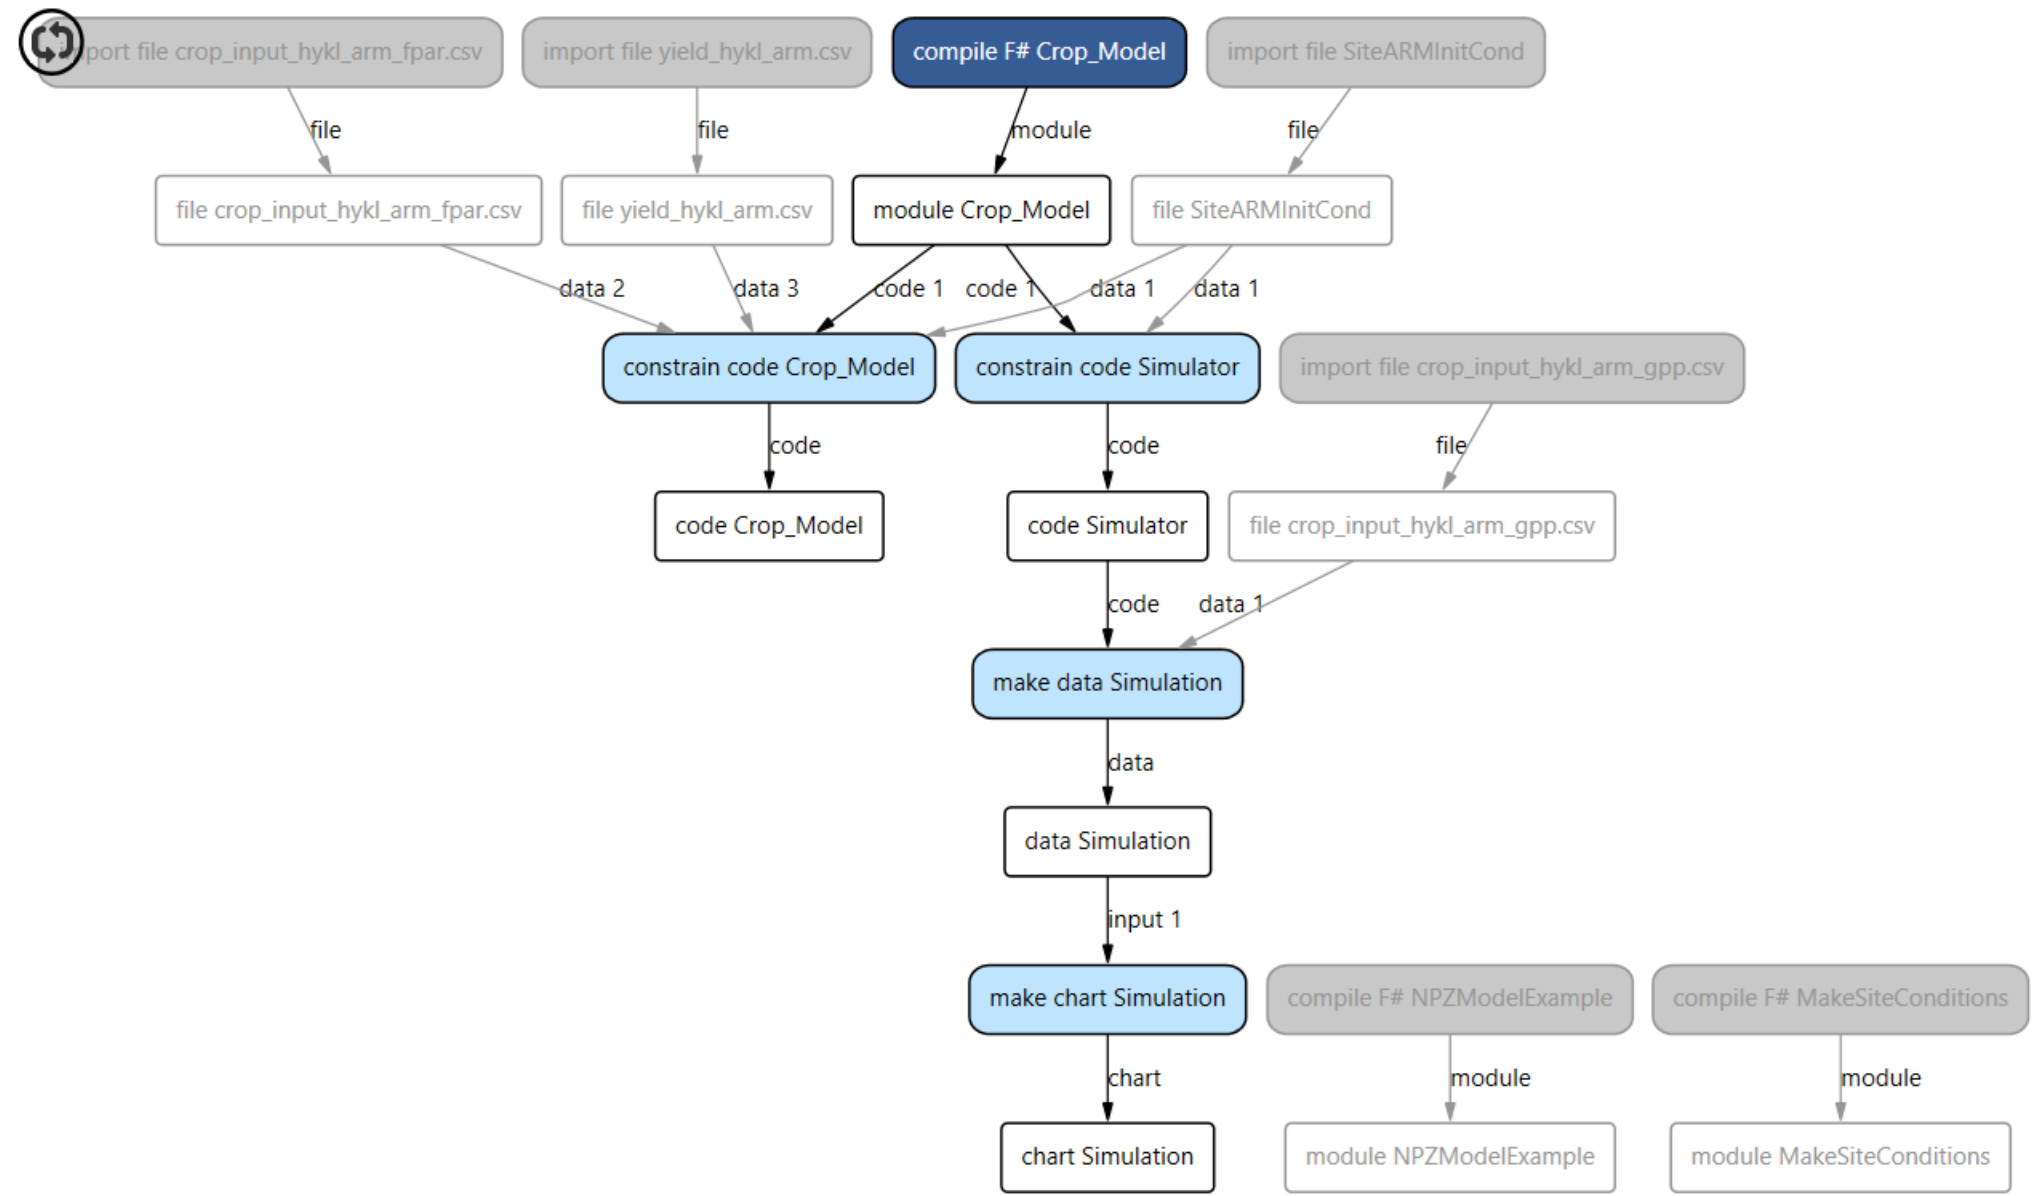 port file crop_input_hykl_arm_fpar.csv
import file yield_hykl_arm.csv
compile F# Crop_Model
import file SiteARMInitCond
file
file
module
file
file crop_input_hykl_arm_fpar.csv
file yield_hykl_arm.csv
module Crop_Model
file SiteARMInitCond
data 2
data 3
code 1
code 1
data 1
data 1
constrain code Crop_Model
constrain code Simulator
import file crop_input_hykl_arm_gpp.csv
code
code
file
code Crop_Model
code Simulator
file crop_input_hykl_arm_gpp.csv
code
data 1
make data Simulation
data
data Simulation
input 1
make chart Simulation
compile F# NPZModelExample
compile F# MakeSiteConditions
chart
module
module
chart Simulation
module NPZModelExample
module MakeSiteConditions